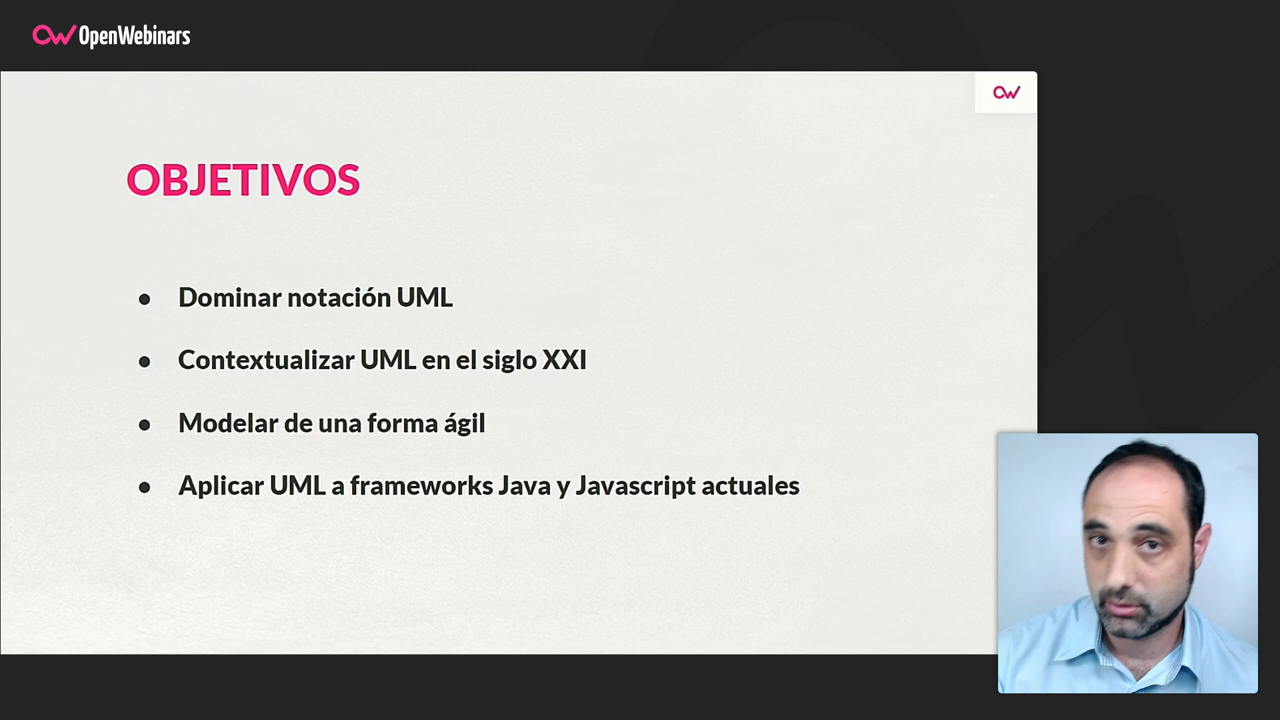 OpenWebinars
OBJETIVOS
● Dominar notación UML
● Contextualizar UML en el siglo XXI
● Modelar de una forma ágil
● Aplicar UML a frameworks Java y Javascript actuales